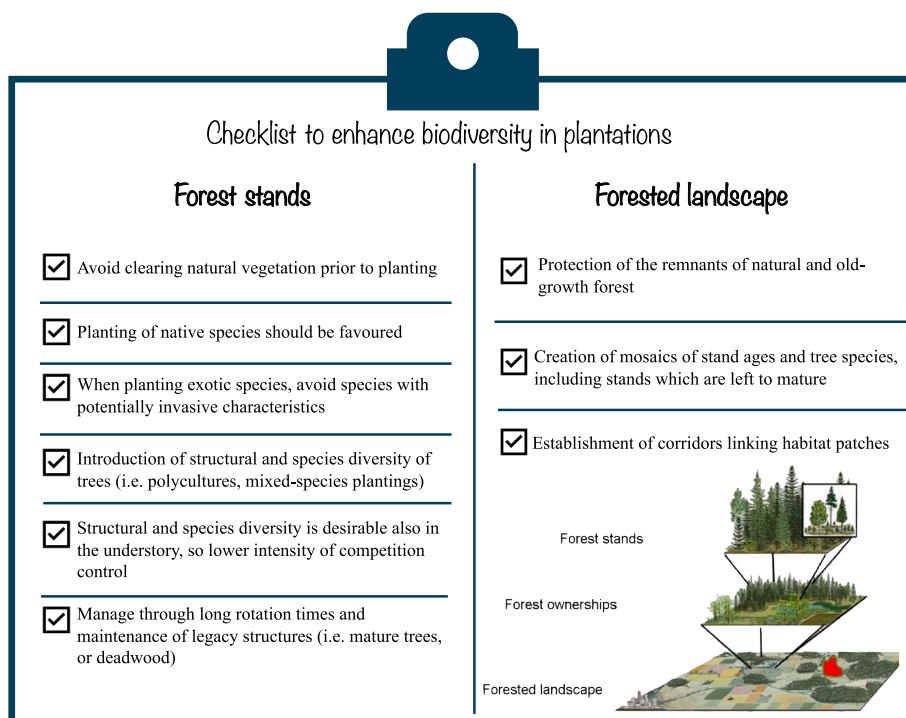 Checklist to enhance biodiversity in plantations
Forest stands
Avoid clearing natural vegetation prior to planting
Planting of native species should be favoured
When planting exotic species, avoid species with
potentially invasive characteristics
Introduction of structural and species diversity of
trees (i.e. polycultures, mixed-species plantings)
Structural and species diversity is desirable also in
the understory, so lower intensity of competition
control
Manage through long rotation times and
maintenance of legacy structures (i.e. mature trees,
or deadwood)
Forested landscape
Protection of the remnants of natural and old-
growth forest
Creation of mosaics of stand ages and tree species,
including stands which are left to mature
Establishment of corridors linking habitat patches
Forest stands
Forest ownerships
Forested landscape